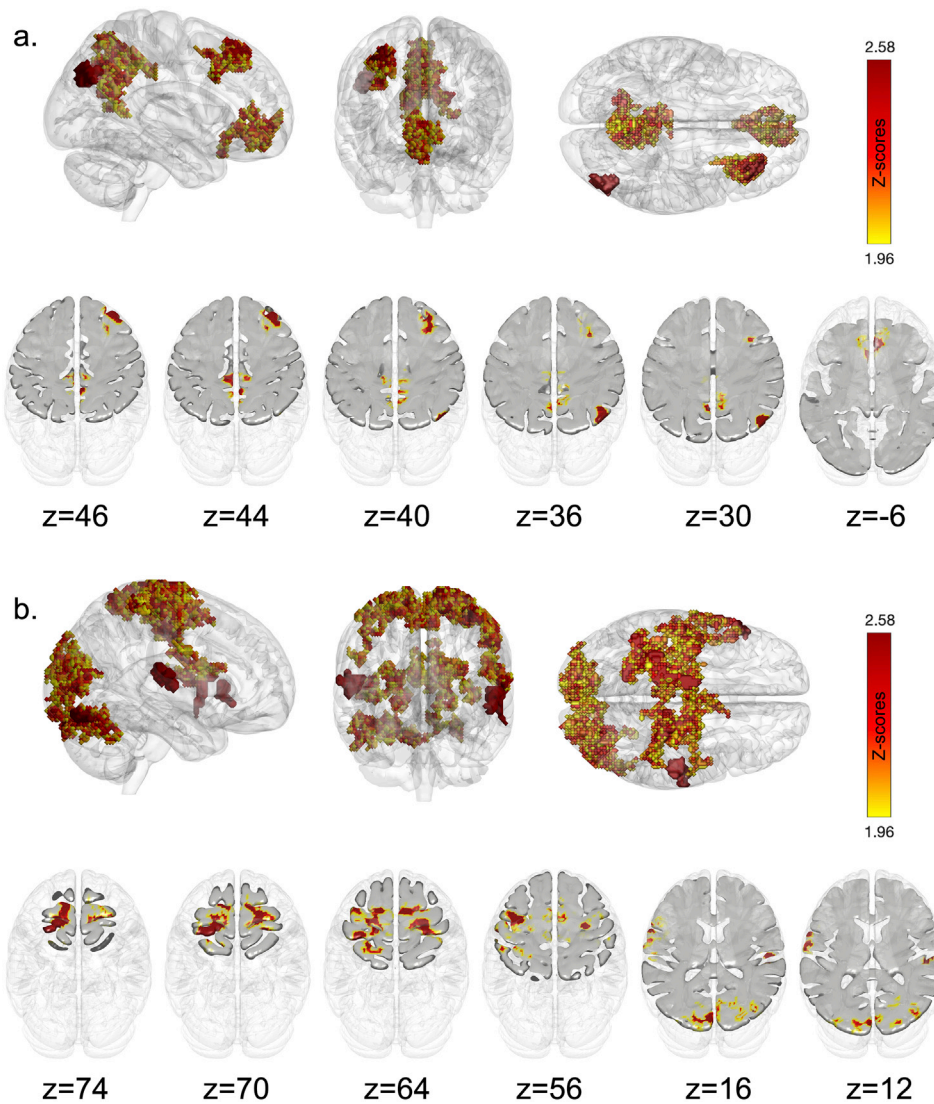 a.
2.58
Z-scores
1.96
z=46 z=44 z=40 z=36 z=30 z=-6
b.
2.58
Z-scores
1.96
z=74 z=70 z=64 z=56 z=16 z=12